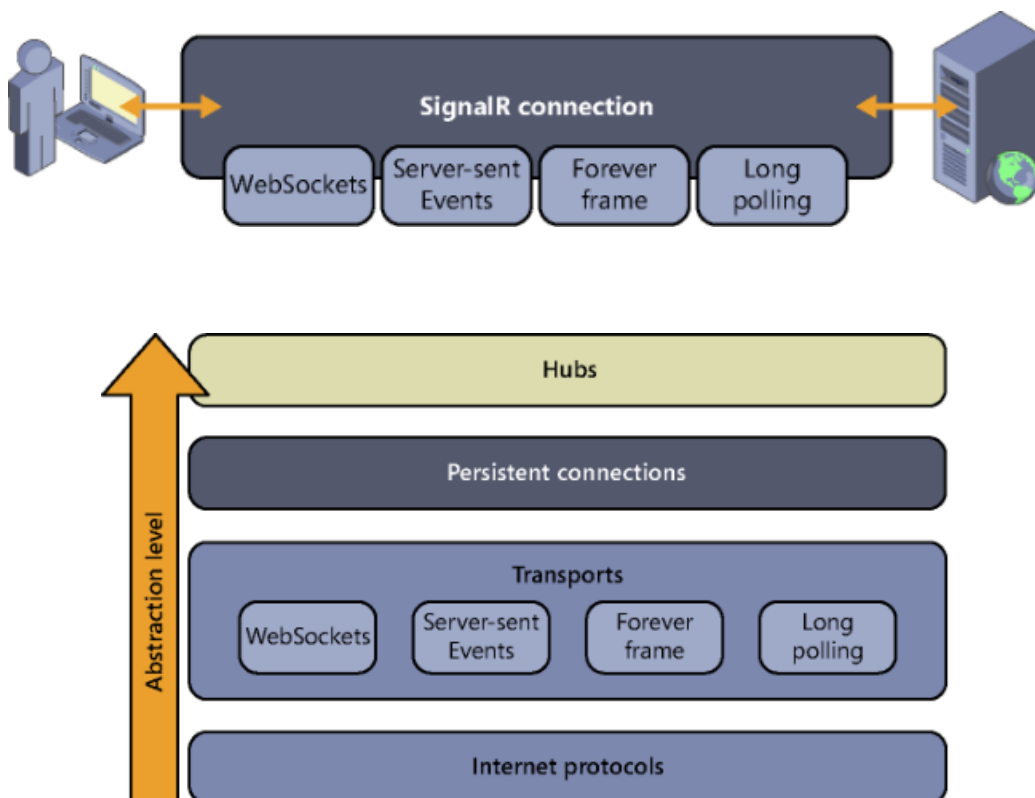 SignalR connection
WebSockets
Server-sent
Events
Forever
frame
Long
polling
Hubs
Persistent connections
Transports
WebSockets
Server-sent
Events
Forever
frame
Long
polling
Internet protocols
Abstraction level